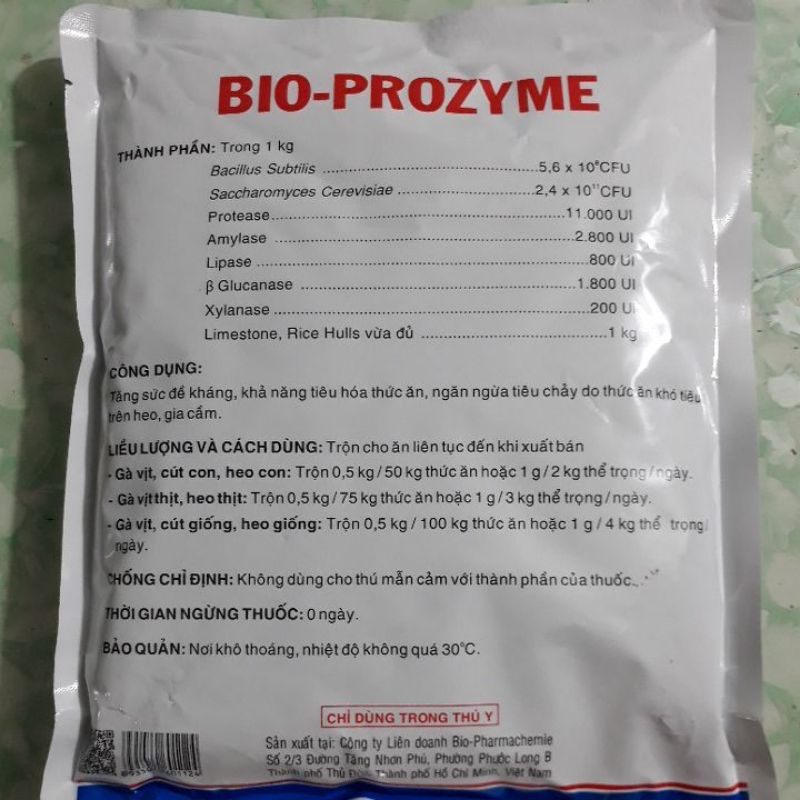 BIO-PROZYME
THÀNH PHẦN: Trong 1 kg
Bacillus Subtilis ........................................ 5,6 x 10⁹CFU
Saccharomyces Cerevisiae ........................ 2,4 x 10¹¹CFU
Protease.................................................... 11.000 UI
Amylase .................................................... 2.800 UI
Lipase ....................................................... 800 UI
β Glucanase .............................................. 1.800 UI
Xylanase .................................................... 200 UI
Limestone, Rice Hulls vừa đủ .................... 1 kg
CÔNG DỤNG:
Tăng sức đề kháng, khả năng tiêu hóa thức ăn, ngăn ngừa tiêu chảy do thức ăn khó tiêu
trên heo, gia cầm.
LIỀU LƯỢNG VÀ CÁCH DÙNG: Trộn cho ăn liên tục đến khi xuất bán
- Gà vịt, cút con, heo con: Trộn 0,5 kg / 50 kg thức ăn hoặc 1 g / 2 kg thể trọng / ngày.
- Gà vịt thịt, heo thịt: Trộn 0,5 kg / 75 kg thức ăn hoặc 1 g / 3 kg thể trọng / ngày.
- Gà vịt, cút giống, heo giống: Trộn 0,5 kg / 100 kg thức ăn hoặc 1 g / 4 kg thể trọng /
ngày.
CHỐNG CHỈ ĐỊNH: Không dùng cho thú mẫn cảm với thành phần của thuốc.
THỜI GIAN NGỪNG THUỐC: 0 ngày.
BẢO QUẢN: Nơi khô thoáng, nhiệt độ không quá 30°C.
CHỈ DÙNG TRONG THÚ Y
Sản xuất tại: Công ty Liên doanh Bio-Pharmachemie
Số 2/3 Đường Tăng Nhơn Phú, Phường Phước Long B
Thành phố Thủ Đức, Thành phố Hồ Chí Minh, Việt Nam